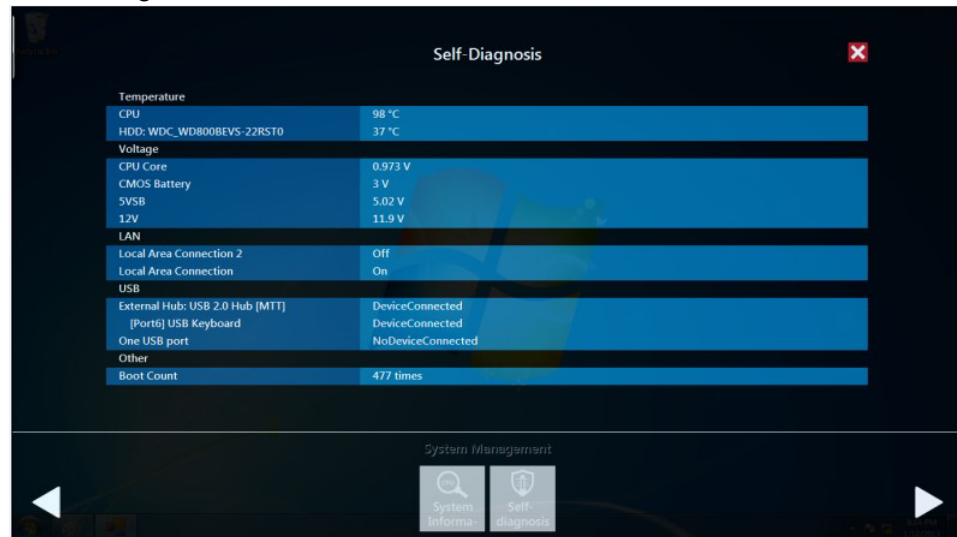 Self-Diagnosis
Temperature
CPU 98 °C
HDD: WDC_WD800BEVS-22RST0 37 °C
Voltage
CPU Core 0.973 V
CMOS Battery 3 V
5VSB 5.02 V
12V 11.9 V
LAN
Local Area Connection 2 Off
Local Area Connection On
USB
External Hub: USB 2.0 Hub [MTT] DeviceConnected
[Port6] USB Keyboard DeviceConnected
One USB port NoDeviceConnected
Other
Boot Count 477 times
System Management
CPU
System Informa-
Self-diagnosis